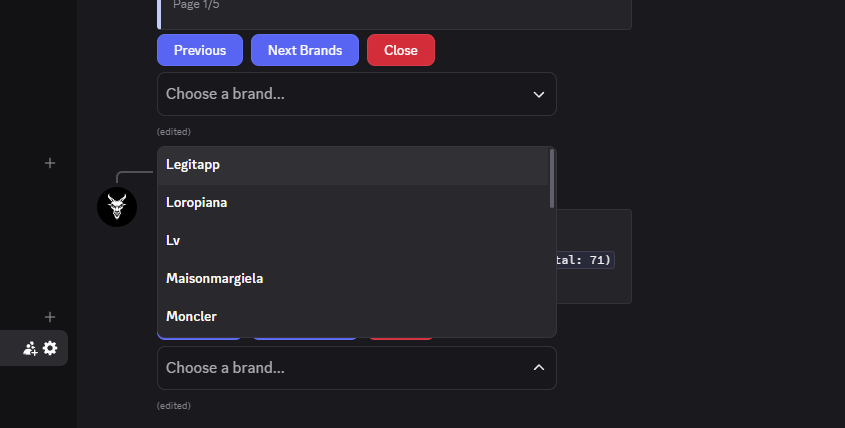 Page 1/5
Previous
Next Brands
Close
Choose a brand...
(edited)
Legitapp
Loropiana
Lv
Maisonmargiela
Moncler
tal: 71)
Choose a brand...
(edited)